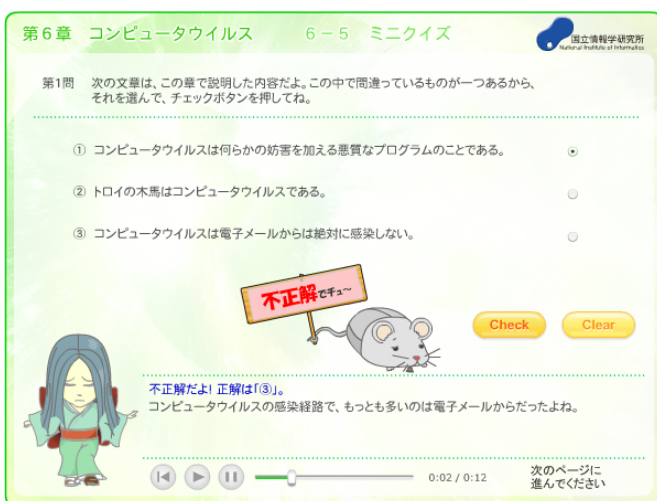 第6章 コンピュータウイルス 6－5 ミニクイズ
国立情報学研究所
National Institute of Informatics
第1問 次の文章は、この章で説明した内容だよ。この中で間違っているものが一つあるから、
それを選んで、チェックボタンを押してね。
① コンピュータウイルスは何らかの妨害を加える悪質なプログラムのことである。
② トロイの木馬はコンピュータウイルスである。
③ コンピュータウイルスは電子メールからは絶対に感染しない。
不正解でチュ～
Check Clear
不正解だよ! 正解は「③」。
コンピュータウイルスの感染経路で、もっとも多いのは電子メールからだったよね。
0:02 / 0:12
次のページに
進んでください